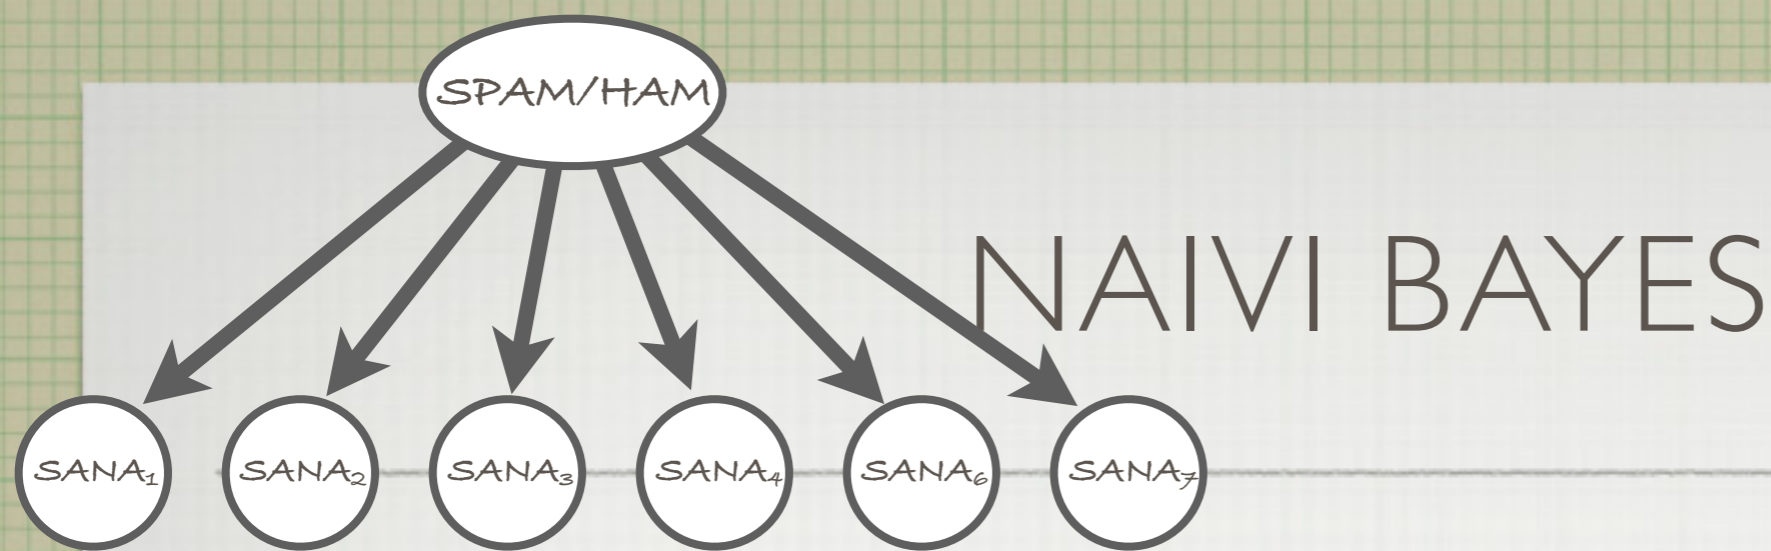 SPAM/HAM
NAIVI BAYES
SANA₁ SANA₂ SANA₃ SANA₄ SANA₆ SANA₇